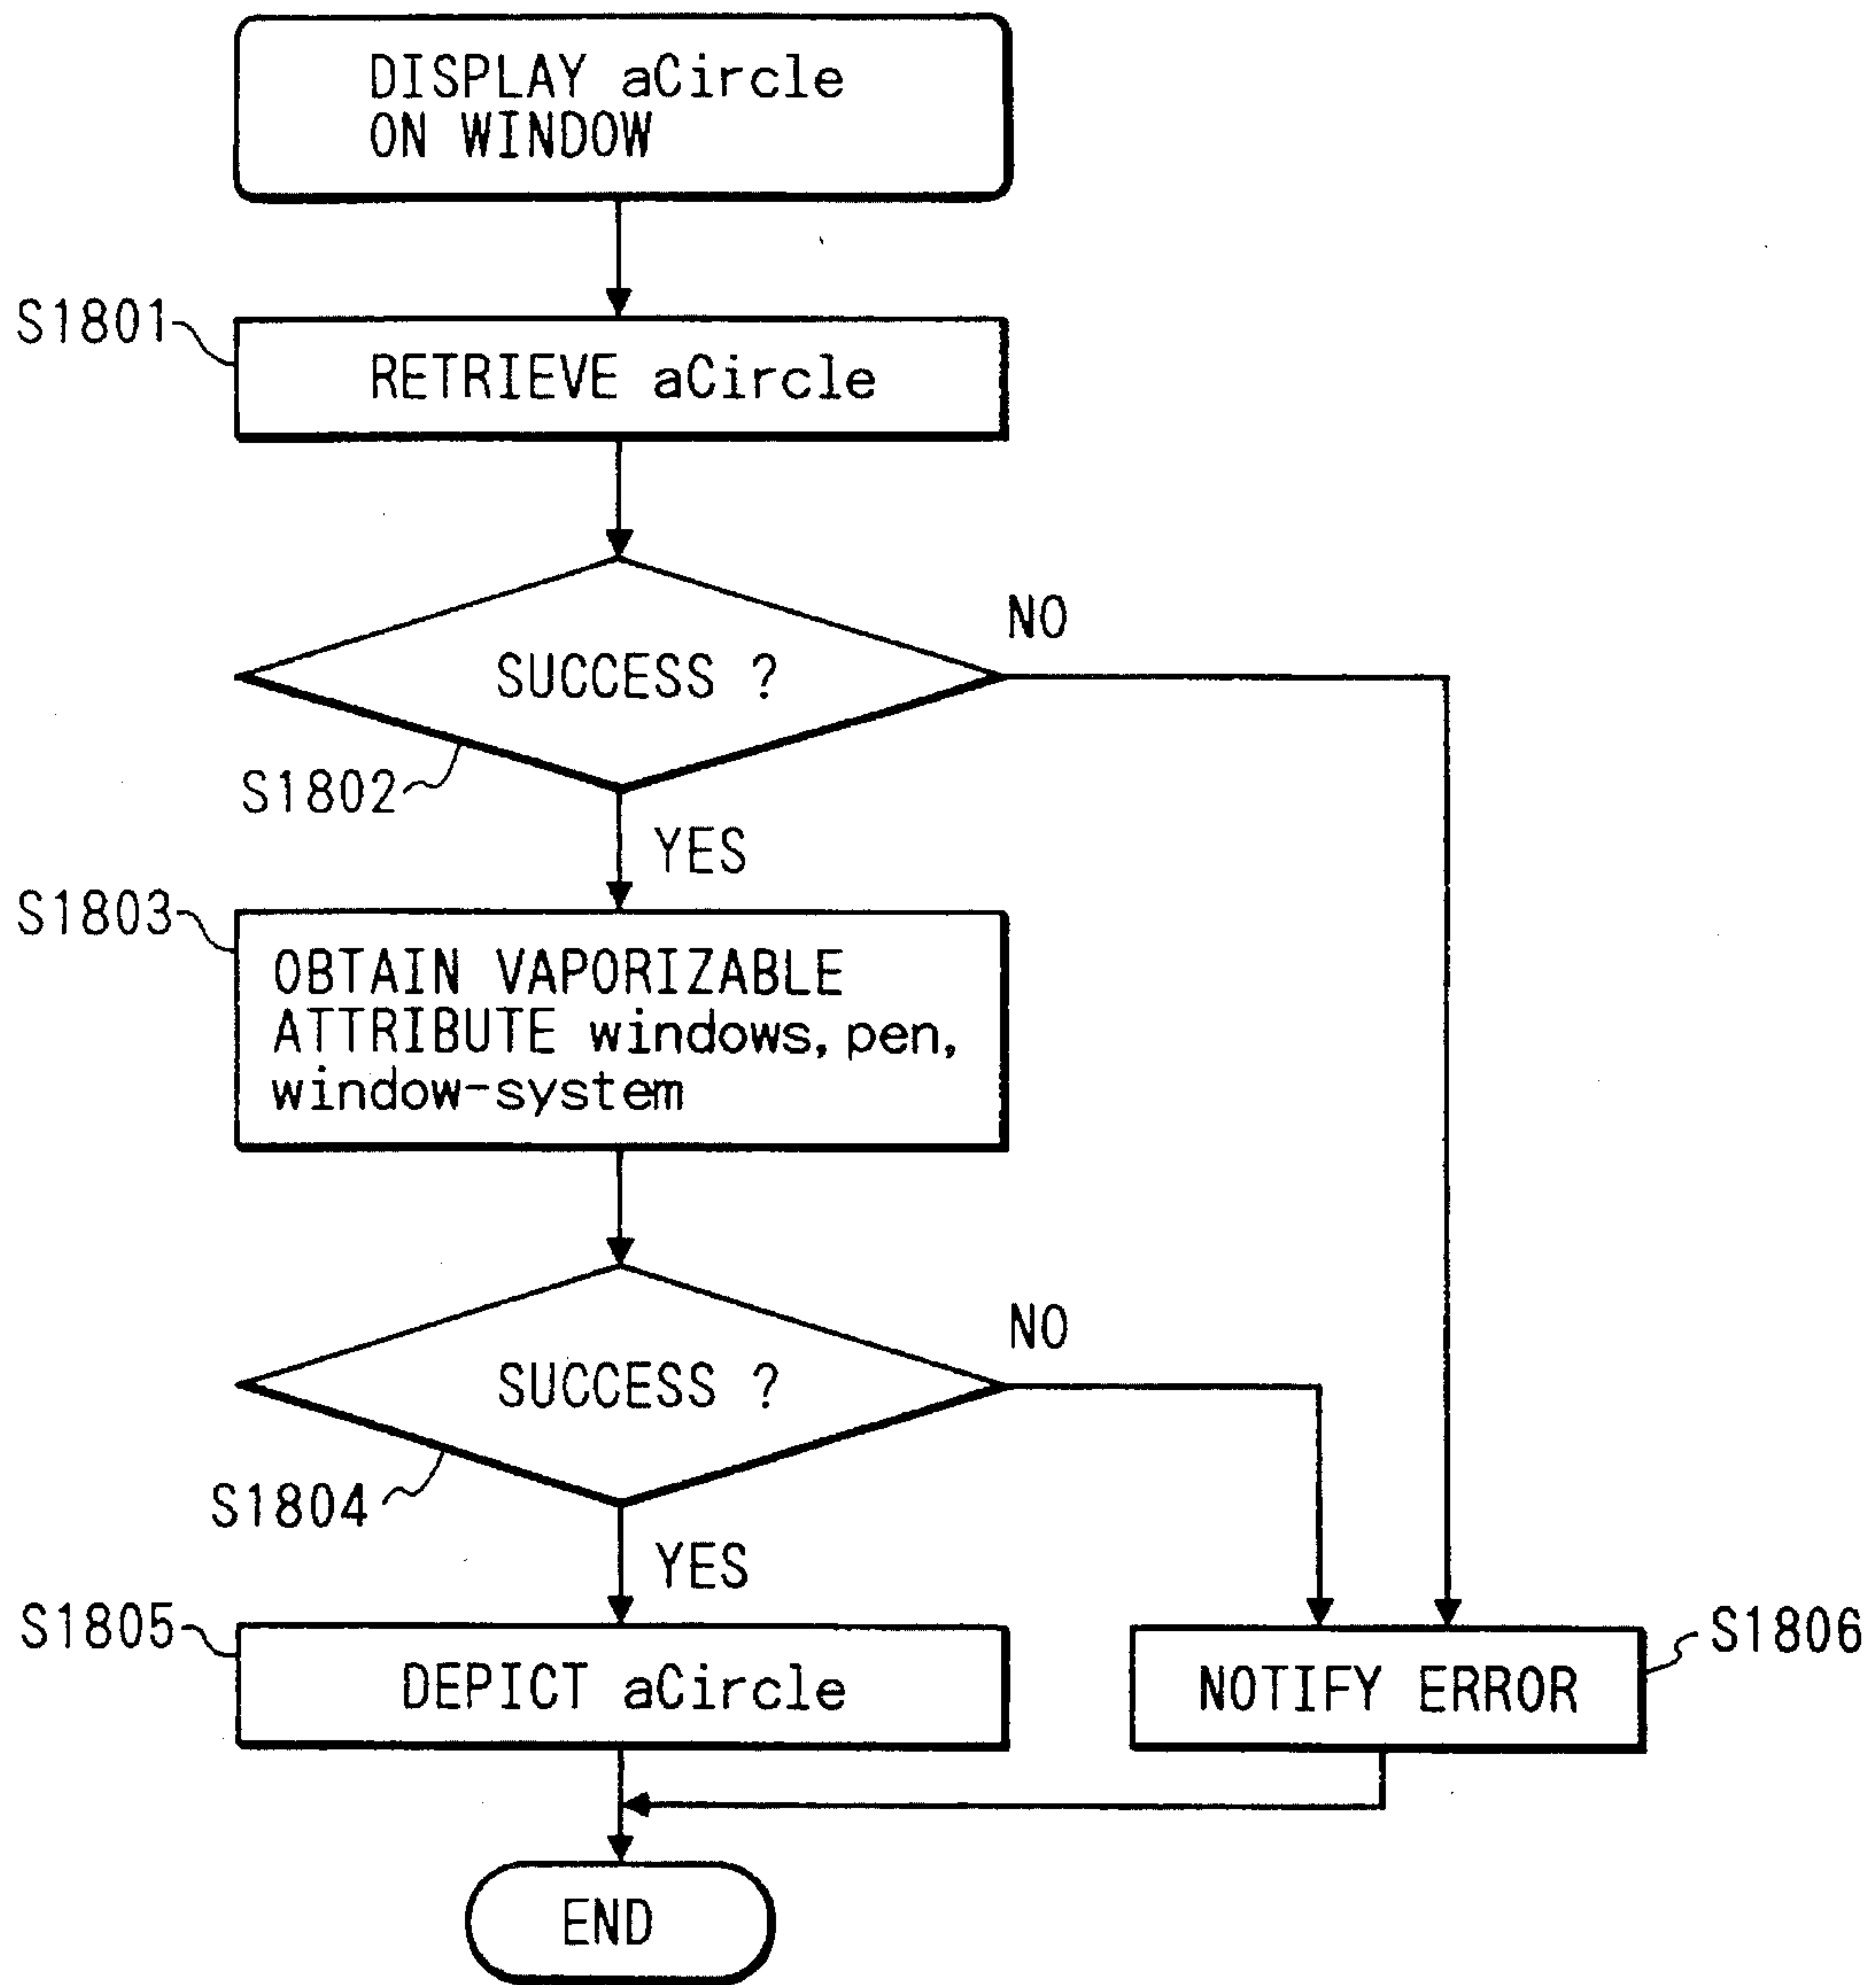 DISPLAY aCircle
ON WINDOW
S1801
RETRIEVE aCircle
SUCCESS ?
NO
S1802
YES
S1803
OBTAIN VAPORIZABLE
ATTRIBUTE windows, pen,
window-system
SUCCESS ?
NO
S1804
YES
S1805
DEPICT aCircle
NOTIFY ERROR
S1806
END